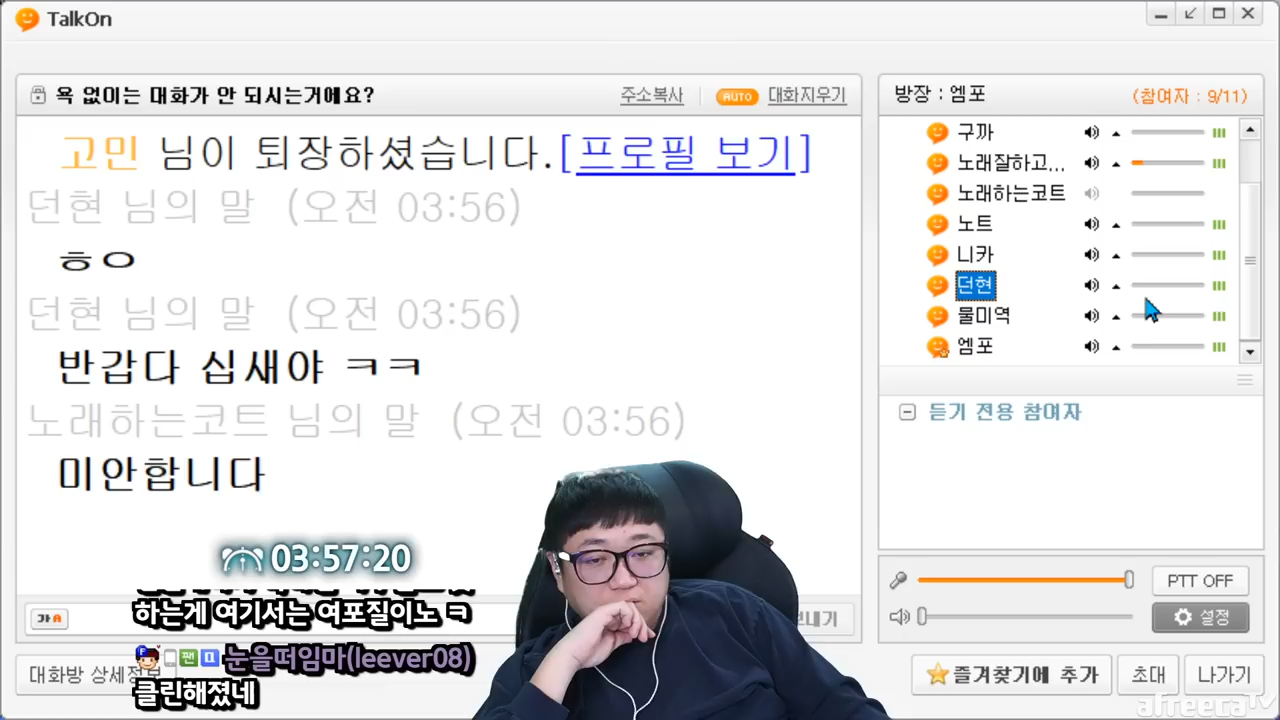 TalkOn
욕 없이는 대화가 안 되시는거에요?
주소복사
AUTO 대화지우기
고민 님이 퇴장하셨습니다.[프로필 보기]
던현 님의 말 (오전 03:56)
ㅎㅇ
던현 님의 말 (오전 03:56)
반갑다 십새야 ㅋㅋ
노래하는코트 님의 말 (오전 03:56)
미안합니다
03:57:20
하는게 여기서는 여포질이노 ㅋ
팬 눈을떠임마(leever08)
클린해졌네
가A
보내기
대화방 상세정보
방장 : 엠포
(참여자 : 9/11)
구까
노래잘하고...
노래하는코트
노트
니카
던현
물미역
엠포
듣기 전용 참여자
PTT OFF
설정
즐겨찾기에 추가
초대
나가기
afreecaTV